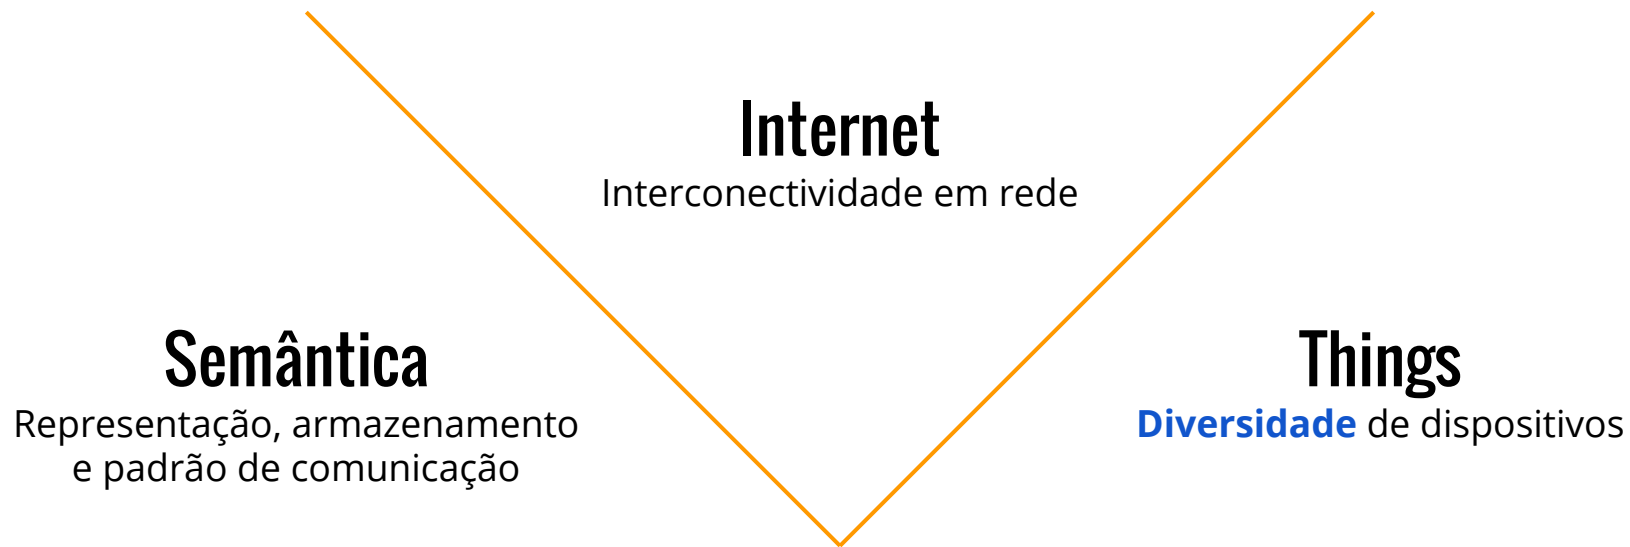 Internet
Interconectividade em rede
Semântica
Representação, armazenamento
e padrão de comunicação
Things
Diversidade de dispositivos